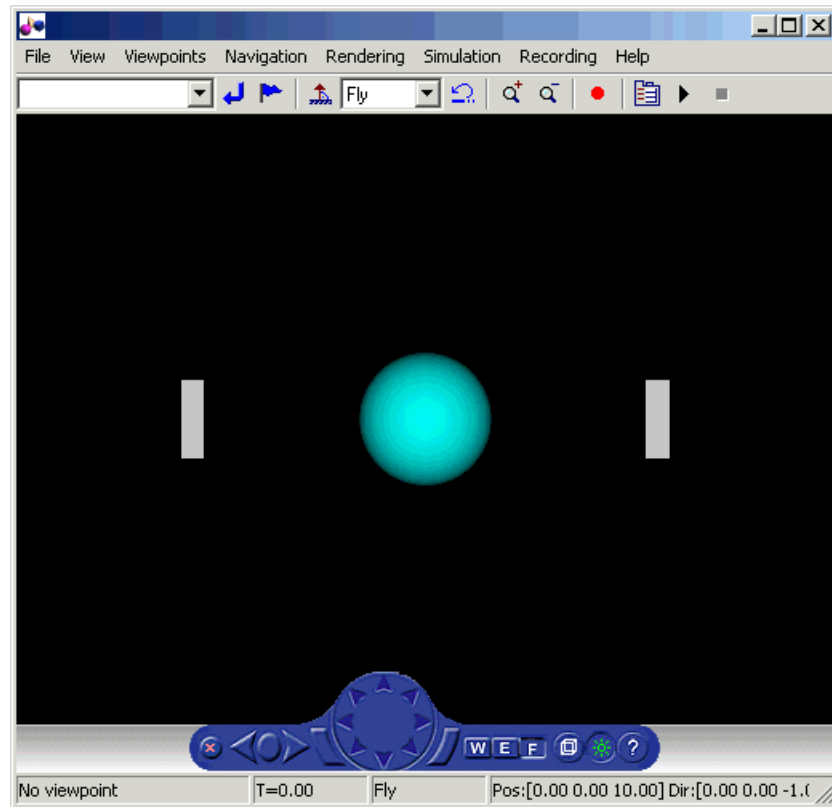 File View Viewpoints Navigation Rendering Simulation Recording Help
Fly
W E F ?
No viewpoint T=0.00 Fly Pos:[0.00 0.00 10.00] Dir:[0.00 0.00 -1.(